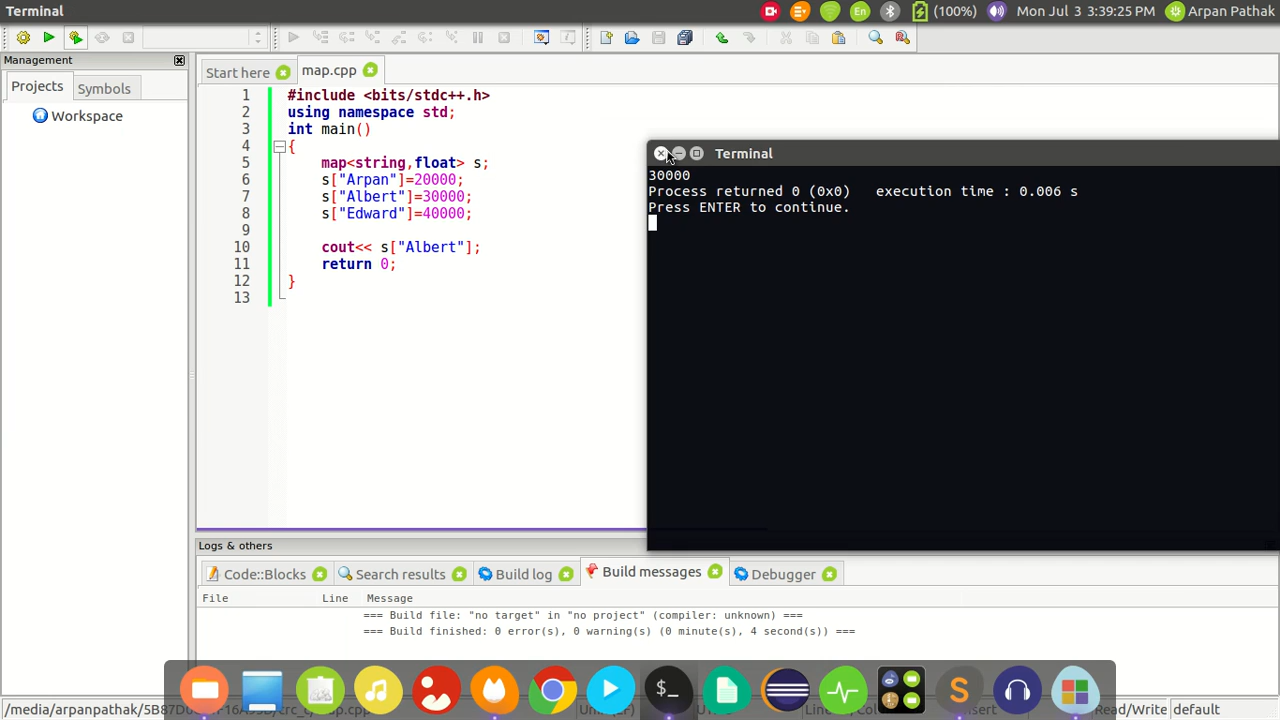 Terminal
En
(100%)
Mon Jul 3 3:39:25 PM
Arpan Pathak
Management
Projects
Symbols
Workspace
Start here
map.cpp
1 #include <bits/stdc++.h>
2 using namespace std;
3 int main()
4 {
5 map<string,float> s;
6 s["Arpan"]=20000;
7 s["Albert"]=30000;
8 s["Edward"]=40000;
9
10 cout<< s["Albert"];
11 return 0;
12 }
13
Terminal
30000
Process returned 0 (0x0) execution time : 0.006 s
Press ENTER to continue.
Logs & others
Code::Blocks
Search results
Build log
Build messages
Debugger
File Line Message
=== Build file: "no target" in "no project" (compiler: unknown) ===
=== Build finished: 0 error(s), 0 warning(s) (0 minute(s), 4 second(s)) ===
Read/Write
default